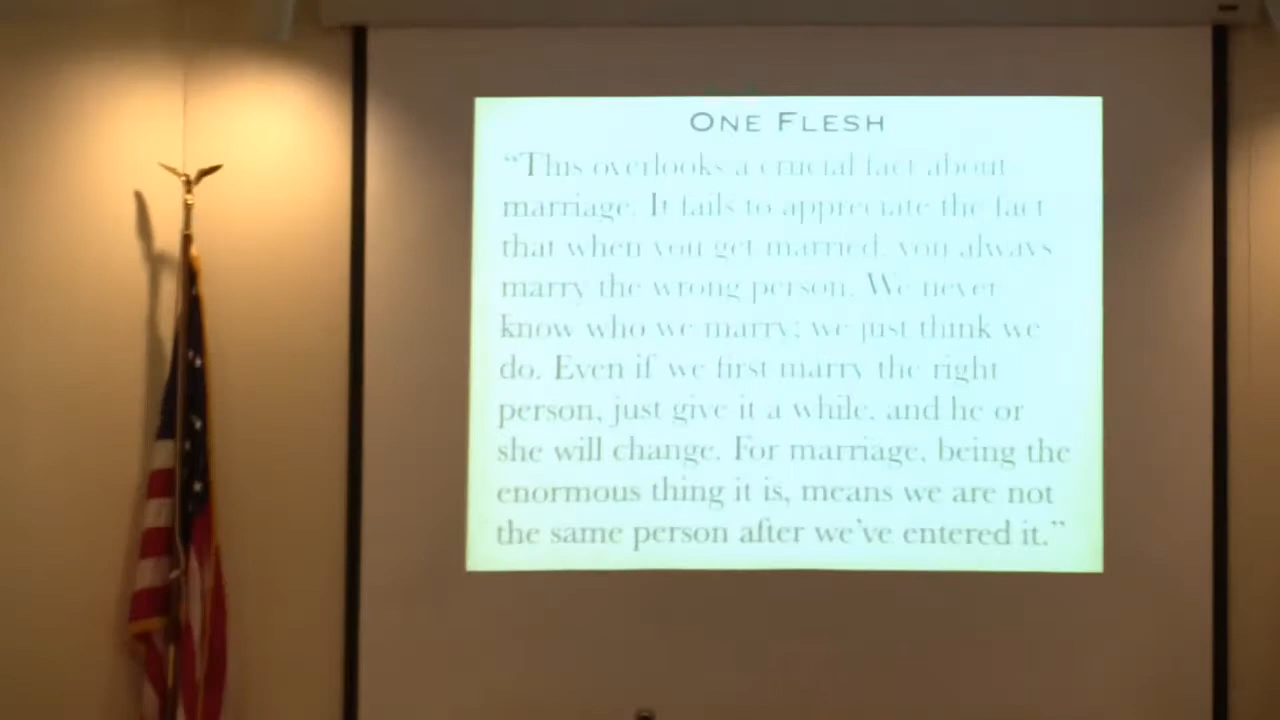 ONE FLESH
“This overlooks a crucial fact about
marriage. It fails to appreciate the fact
that when you get married, you always
marry the wrong person. We never
know who we marry; we just think we
do. Even if we first marry the right
person, just give it a while, and he or
she will change. For marriage, being the
enormous thing it is, means we are not
the same person after we’ve entered it.”